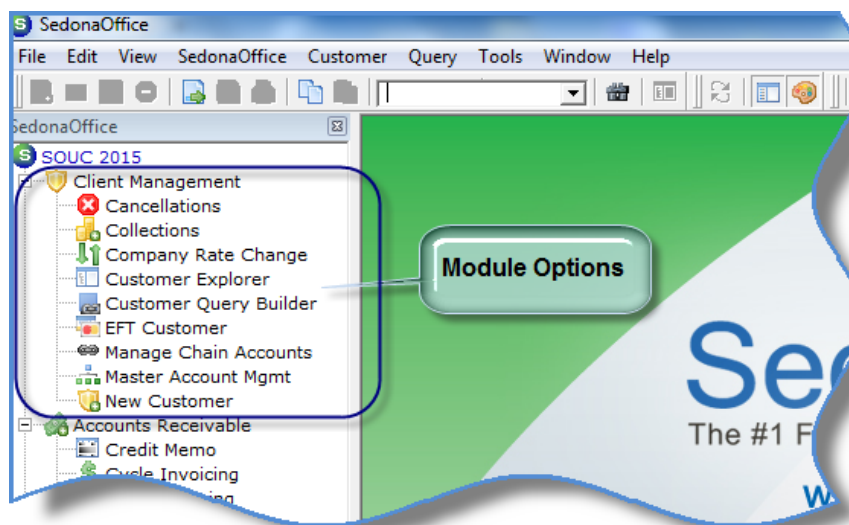 SedonaOffice
File Edit View SedonaOffice Customer Query Tools Window Help
SedonaOffice
SOUC 2015
Client Management
Cancellations
Collections
Company Rate Change
Customer Explorer
Customer Query Builder
EFT Customer
Manage Chain Accounts
Master Account Mgmt
New Customer
Accounts Receivable
Credit Memo
Cycle Invoicing
Module Options
Sed
The #1 F
w